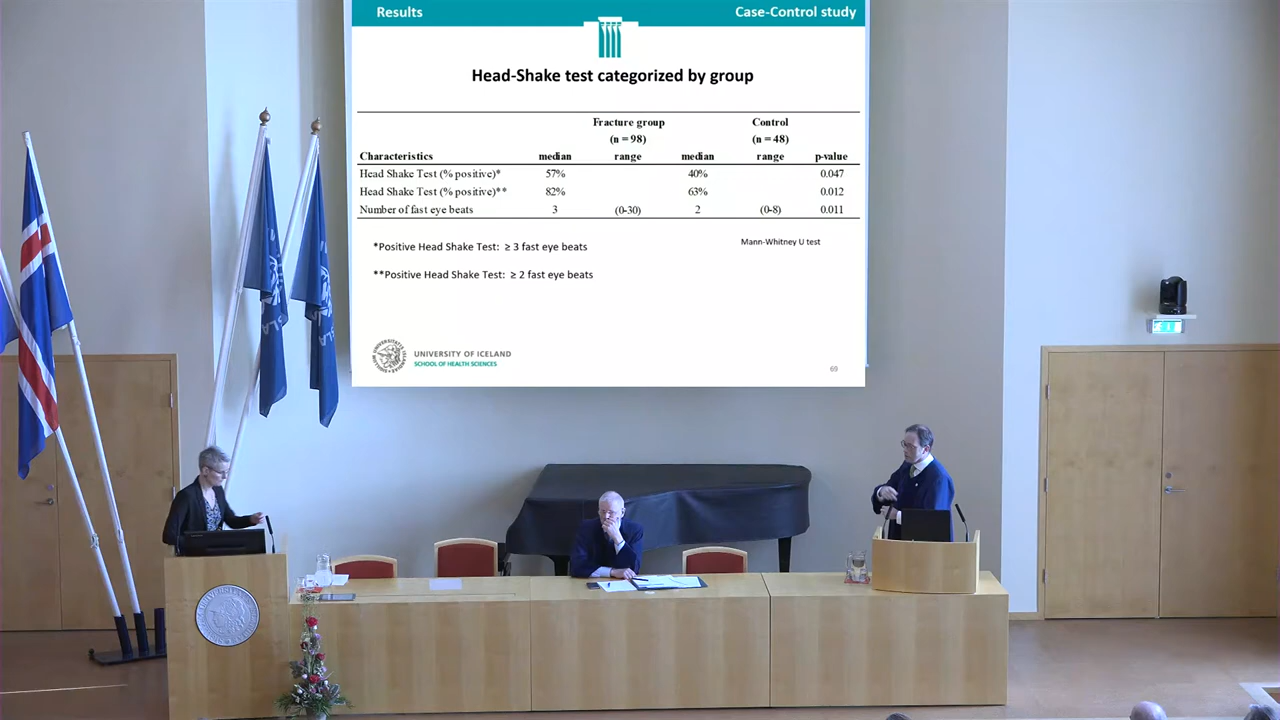 Results
Case-Control study
Head-Shake test categorized by group
Fracture group Control
(n = 98) (n = 48)
Characteristics median range median range p-value
Head Shake Test (% positive)* 57% 40% 0.047
Head Shake Test (% positive)** 82% 63% 0.012
Number of fast eye beats 3 (0-30) 2 (0-8) 0.011
*Positive Head Shake Test: ≥ 3 fast eye beats
Mann-Whitney U test
**Positive Head Shake Test: ≥ 2 fast eye beats
UNIVERSITY OF ICELAND
SCHOOL OF HEALTH SCIENCES
69